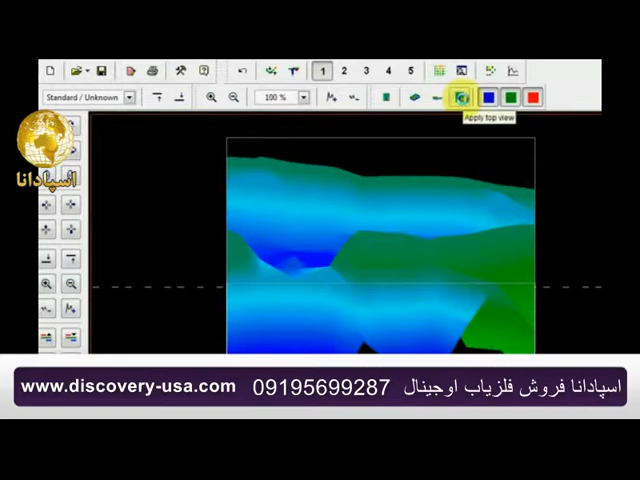 1 2 3 4 5
Standard / Unknown
100 %
Apply top view
اسپادانا
www.discovery-usa.com 09195699287 اسپادانا فروش فلزیاب اوجینال